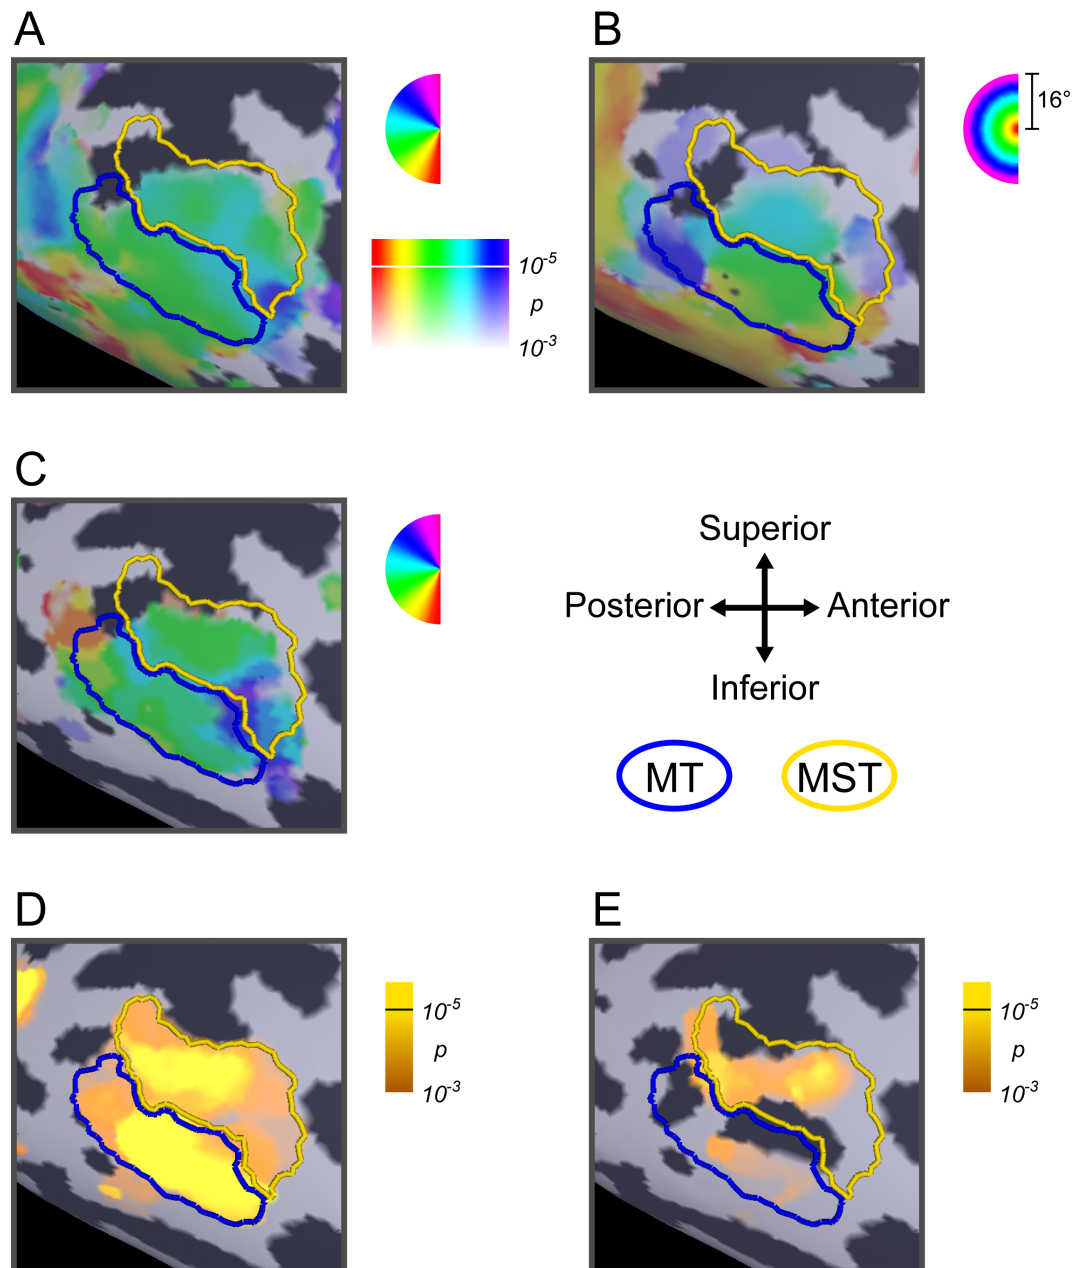 A
B
16°
10-5
p
10-3
C
Superior
Posterior
Anterior
Inferior
MT
MST
D
E
10-5
p
10-3
10-5
p
10-3